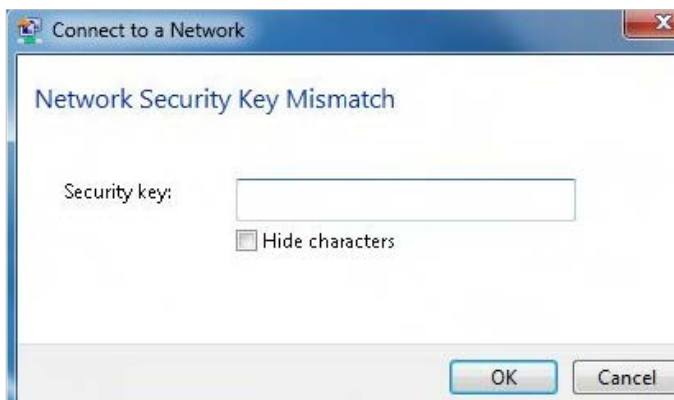 Connect to a Network
Network Security Key Mismatch
Security key:
Hide characters
OK Cancel